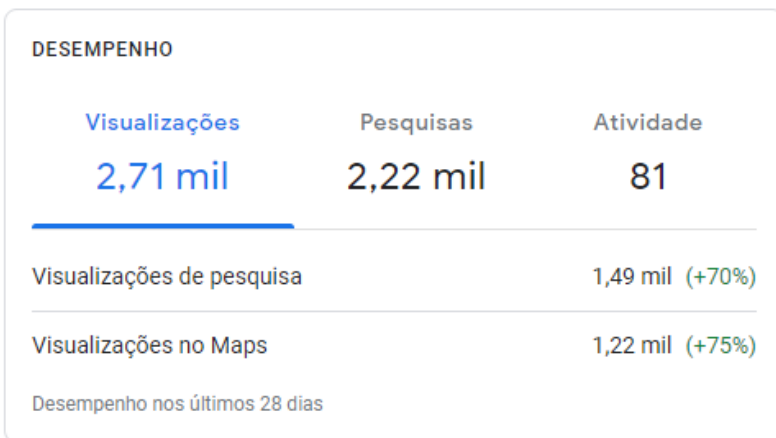 DESEMPENHO
Visualizações Pesquisas Atividade
2,71 mil 2,22 mil 81
Visualizações de pesquisa 1,49 mil (+70%)
Visualizações no Maps 1,22 mil (+75%)
Desempenho nos últimos 28 dias